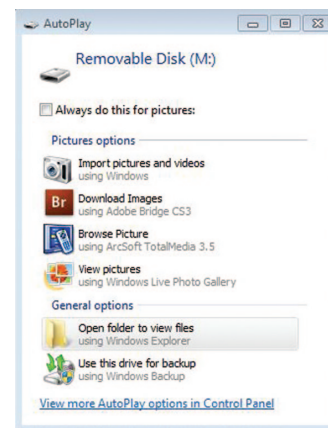 AutoPlay
Removable Disk (M:)
Always do this for pictures:
Pictures options
Import pictures and videos
using Windows
Br
Download Images
using Adobe Bridge CS3
Browse Picture
using ArcSoft TotalMedia 3.5
View pictures
using Windows Live Photo Gallery
General options
Open folder to view files
using Windows Explorer
Use this drive for backup
using Windows Backup
View more AutoPlay options in Control Panel